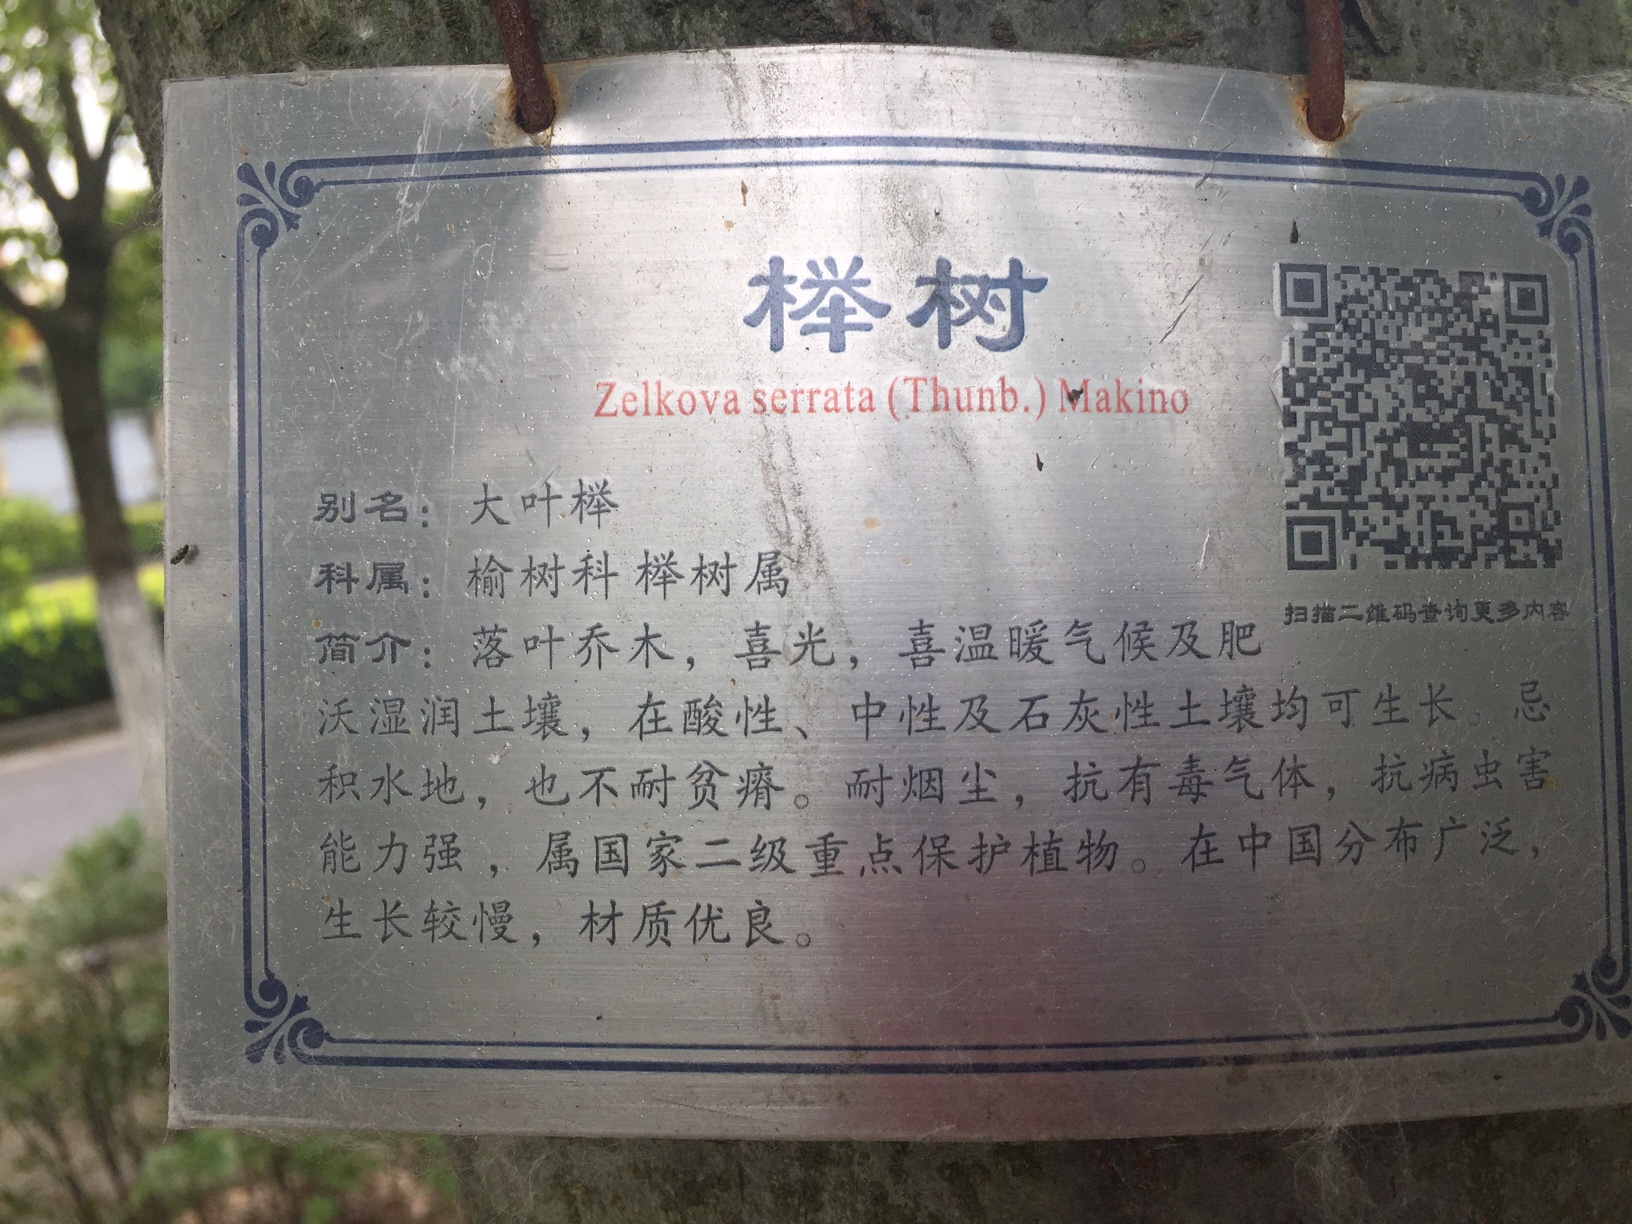 榉树
Zelkova serrata (Thunb.) Makino
别名：大叶榉
科属：榆树科 榉树属
简介：落叶乔木，喜光，喜温暖气候及肥
沃湿润土壤，在酸性、中性及石灰性土壤均可生长。忌
积水地，也不耐贫瘠。耐烟尘，抗有毒气体，抗病虫害
能力强，属国家二级重点保护植物。在中国分布广泛，
生长较慢，材质优良。
扫描二维码查询更多内容